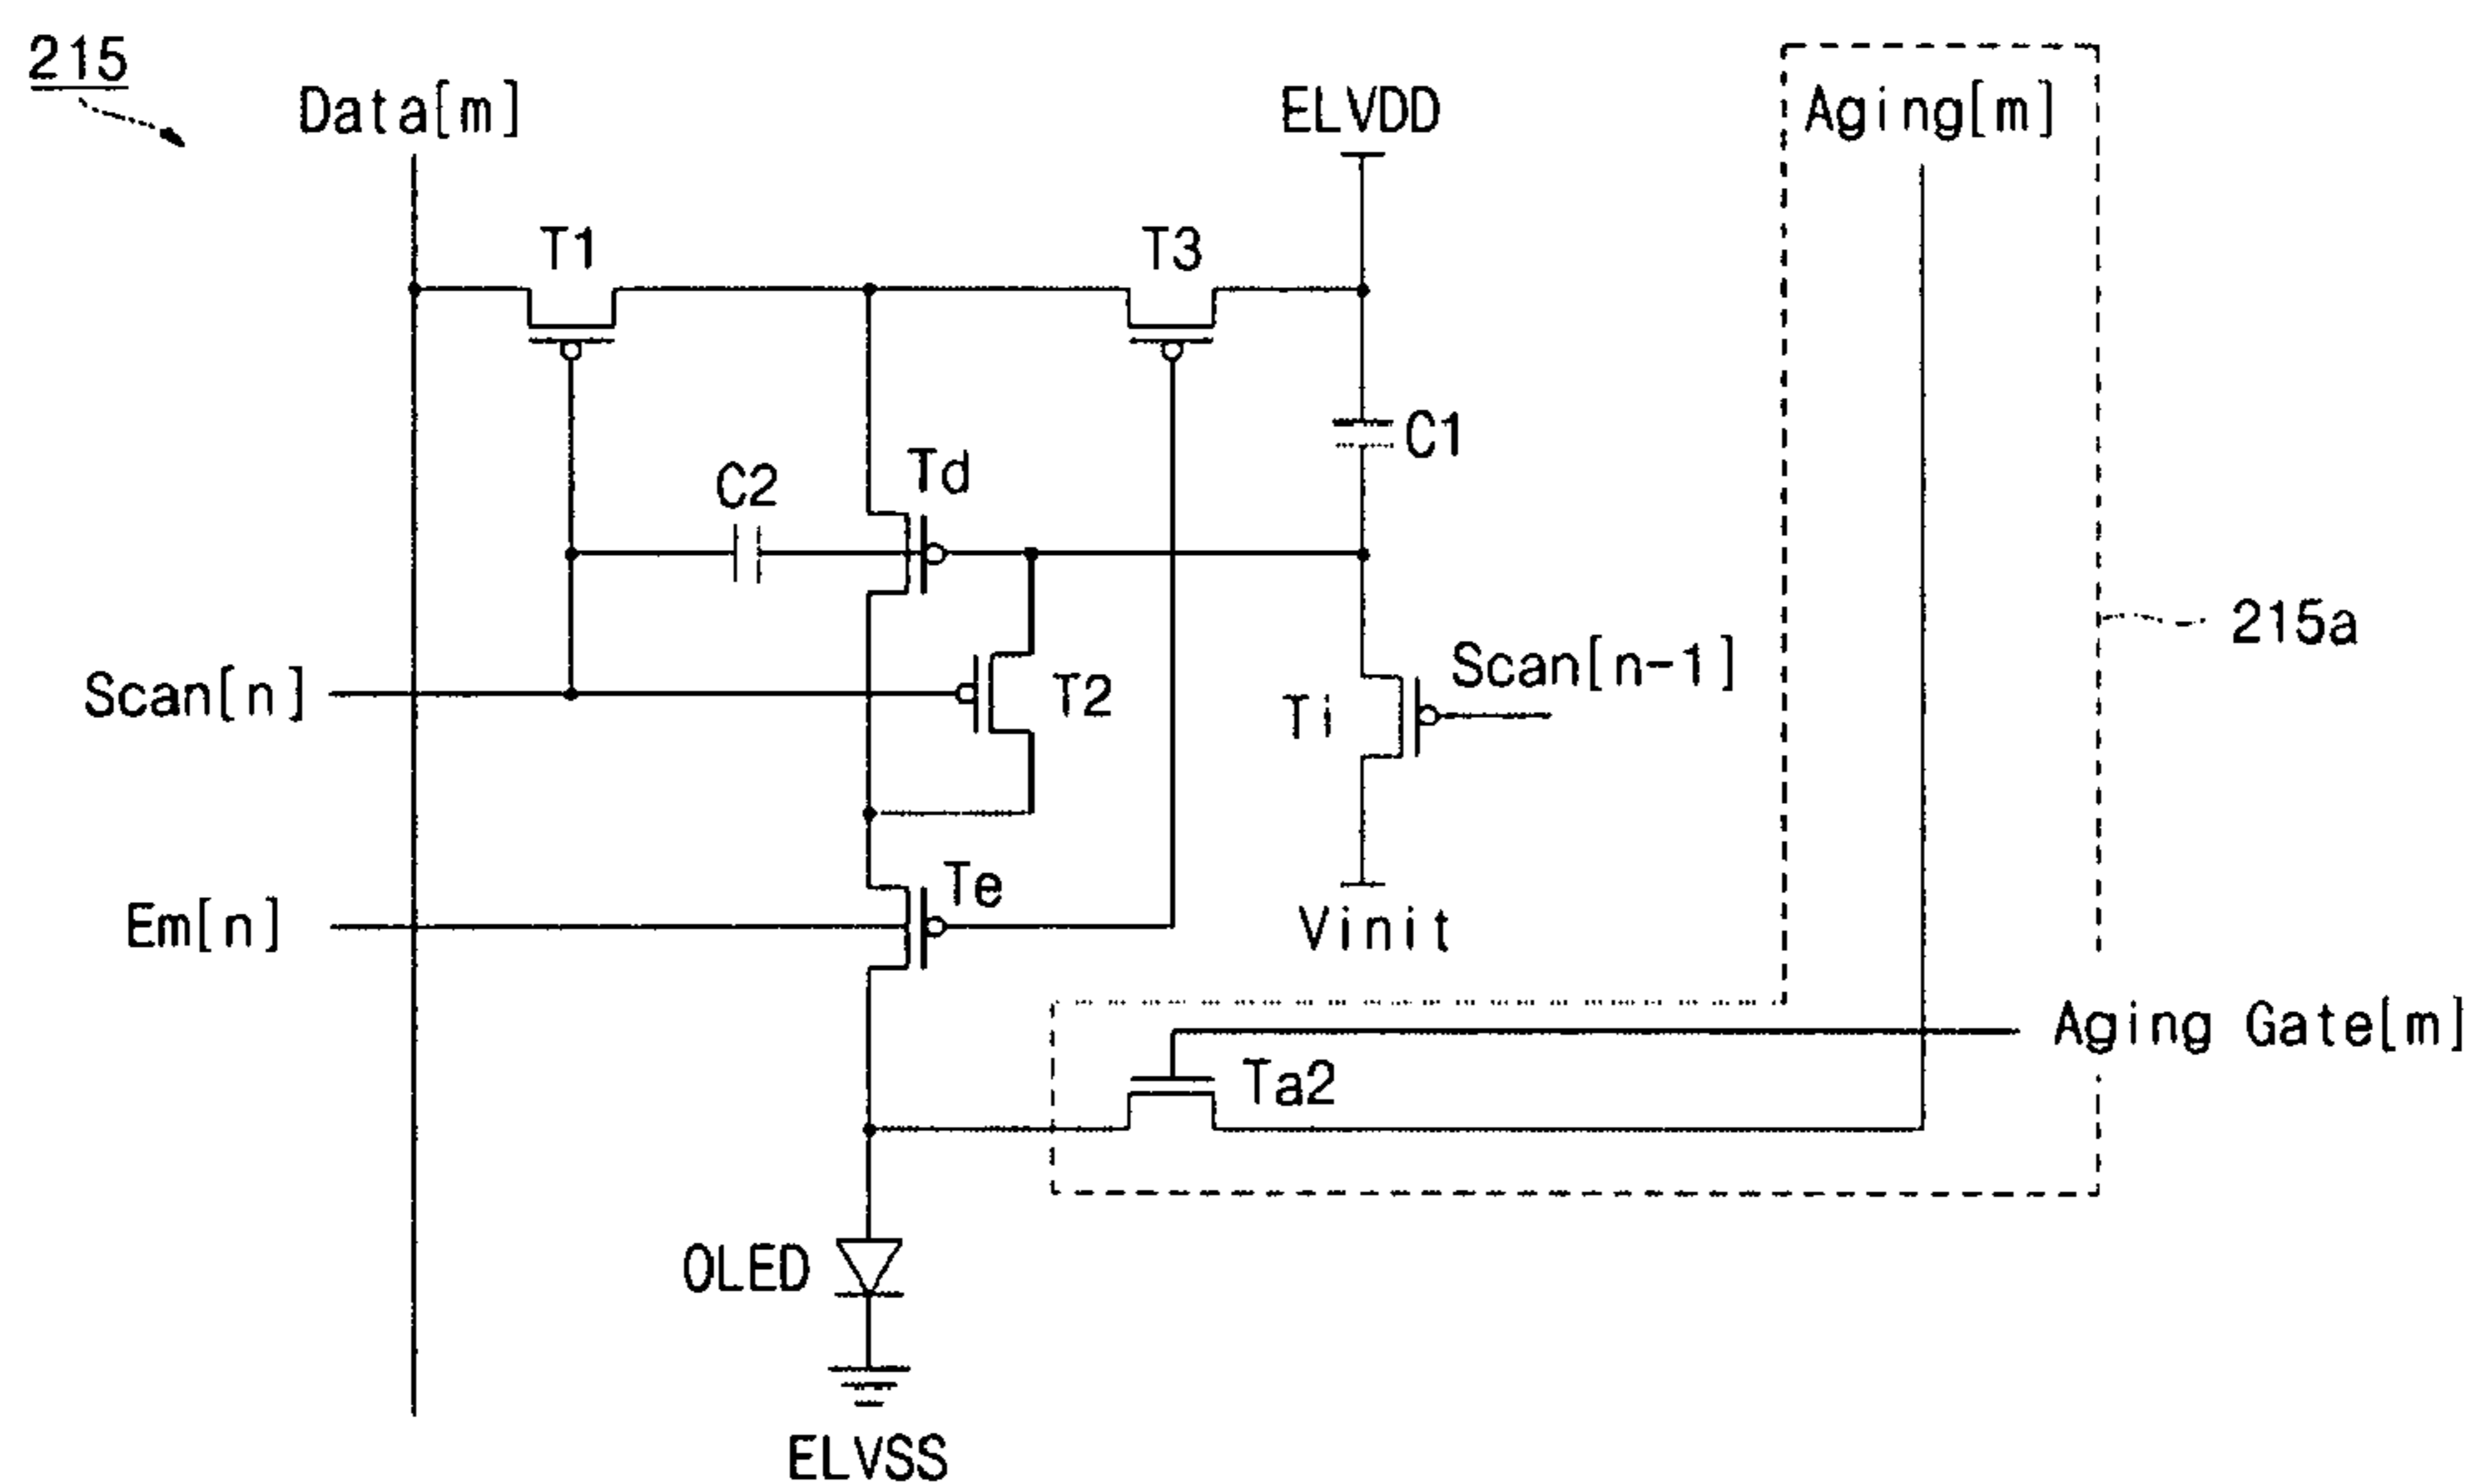 215
Data[m]
ELVDD
Aging[m]
T1
T3
C1
Td
C2
215a
Scan[n-1]
Scan[n]
T2
Ti
Te
Em[n]
Vinit
Aging Gate[m]
Ta2
OLED
ELVSS